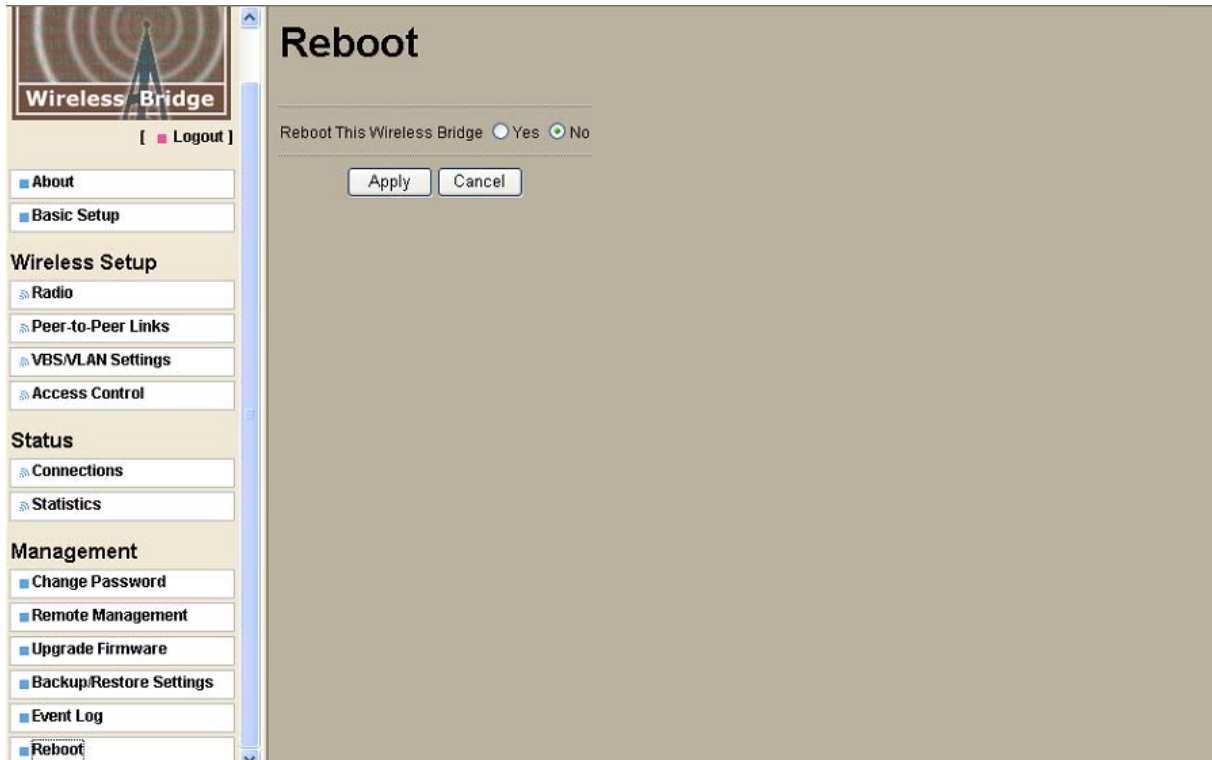 Wireless Bridge
[ Logout ]
About
Basic Setup
Wireless Setup
Radio
Peer-to-Peer Links
VBS/VLAN Settings
Access Control
Status
Connections
Statistics
Management
Change Password
Remote Management
Upgrade Firmware
Backup/Restore Settings
Event Log
Reboot
Reboot
Reboot This Wireless Bridge Yes No
Apply Cancel